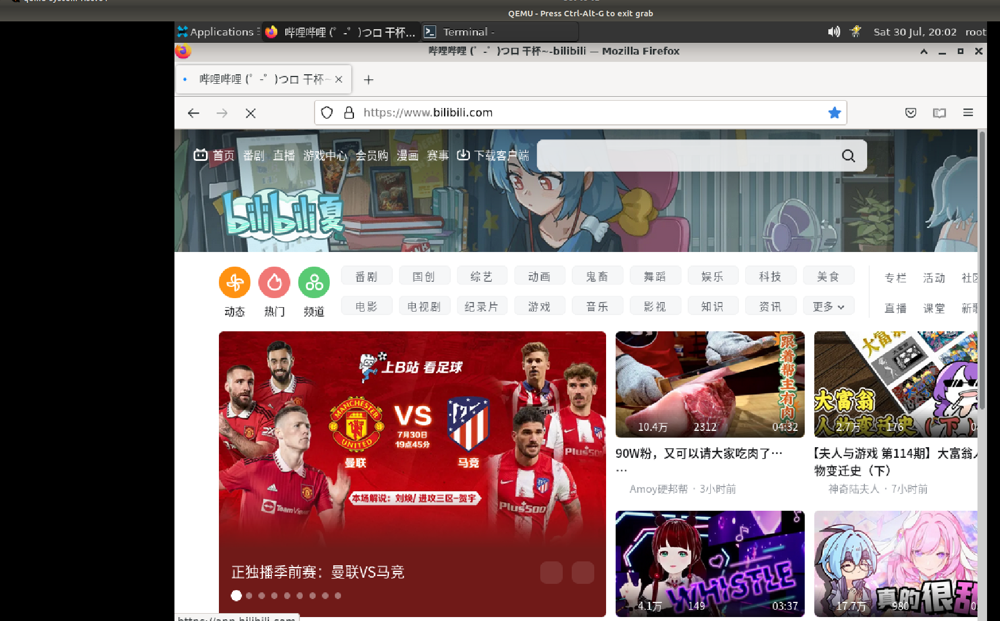 QEMU - Press Ctrl-Alt-G to exit grab
Applications
哔哩哔哩 (゜-゜)つロ 干杯...
Terminal -
Sat 30 Jul, 20:02
root
哔哩哔哩 (゜-゜)つロ 干杯~-bilibili — Mozilla Firefox
哔哩哔哩 (゜-゜)つロ 干杯~
https://www.bilibili.com
首页 番剧 直播 游戏中心 会员购 漫画 赛事 下载客户端
bilibili夏
番剧 国创 综艺 动画 鬼畜 舞蹈 娱乐 科技 美食
专栏 活动 社区
动态 热门 频道
电影 电视剧 纪录片 游戏 音乐 影视 知识 资讯 更多
直播 课堂 新歌
上B站 看足球
MANCHESTER
UNITED
VS
7月30日
19点45分
曼联
马竞
本场解说：刘焕/ 进攻三区-贺宇
TeamView
Plus500
Plus500
正独播季前赛：曼联VS马竞
跟着帮主有肉
10.4万 2312 04:32
90W粉，又可以请大家吃肉了…
…
Amoy硬邦帮 · 3小时前
大富翁
人物变迁史（下）
2.7万 176
【夫人与游戏 第114期】大富翁人
物变迁史（下）
神奇陆夫人 · 7小时前
WHISTLE
4.1万 149 03:37
真的很甜
17.7万 980
https://app.bilibili.com